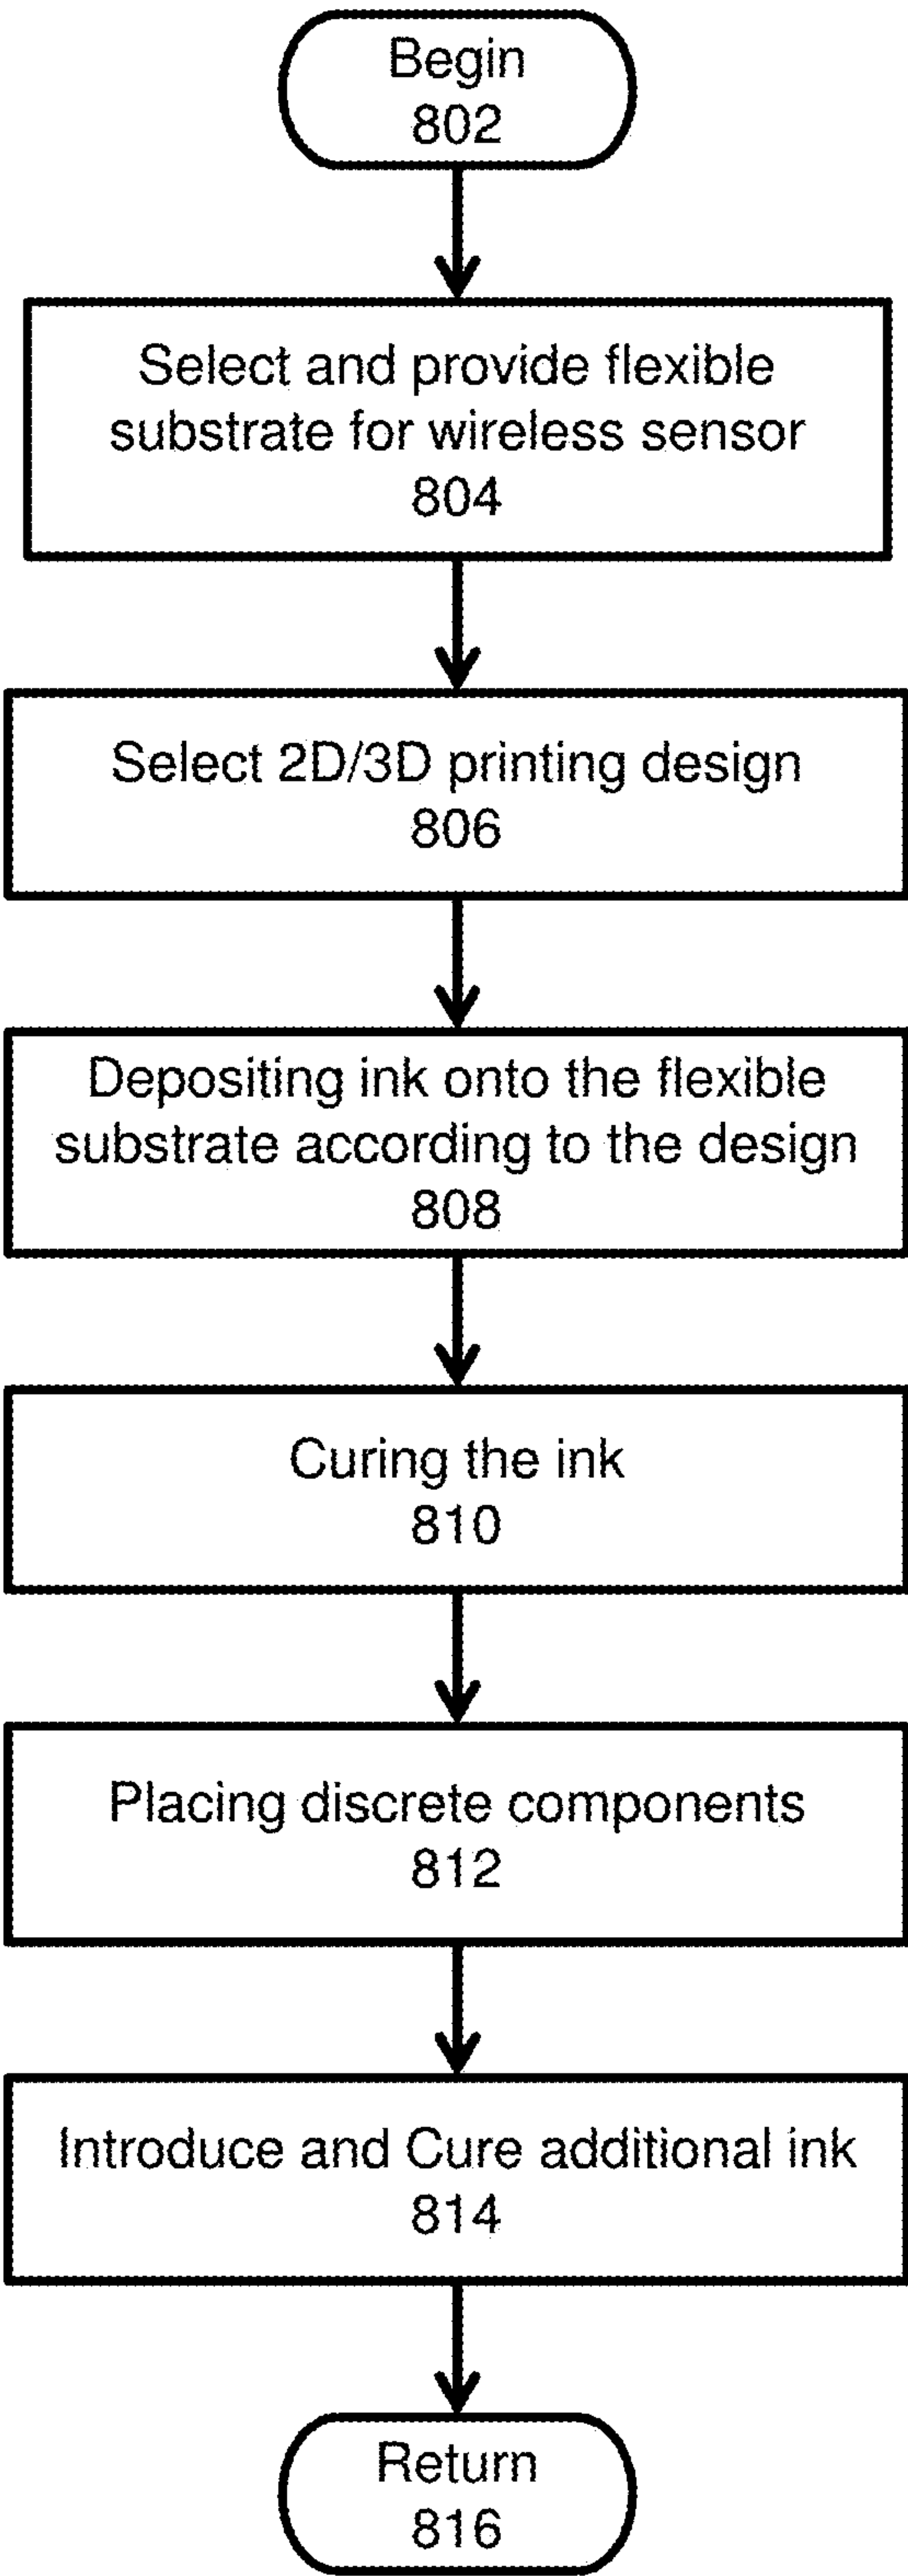 Begin
802
Select and provide flexible
substrate for wireless sensor
804
Select 2D/3D printing design
806
Depositing ink onto the flexible
substrate according to the design
808
Curing the ink
810
Placing discrete components
812
Introduce and Cure additional ink
814
Return
816